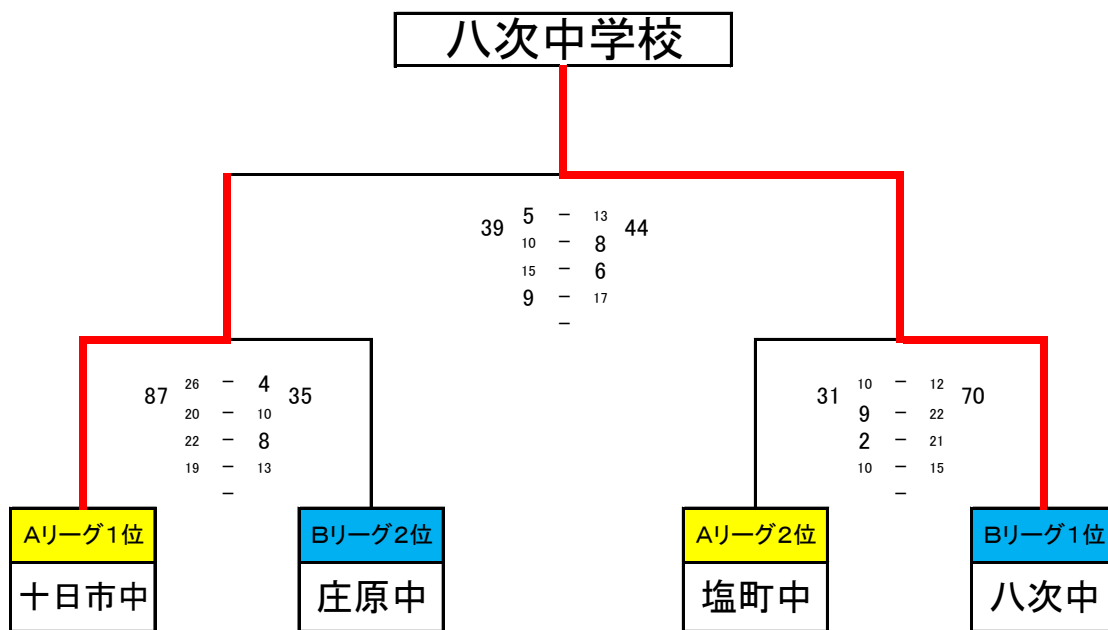 八次中学校
5 － 13
39 44
10 － 8
15 － 6
9 － 17
－
26 － 4
87 35
20 － 10
22 － 8
19 － 13
－
10 － 12
31 70
9 － 22
2 － 21
10 － 15
－
Aリーグ1位
十日市中
Bリーグ2位
庄原中
Aリーグ2位
塩町中
Bリーグ1位
八次中